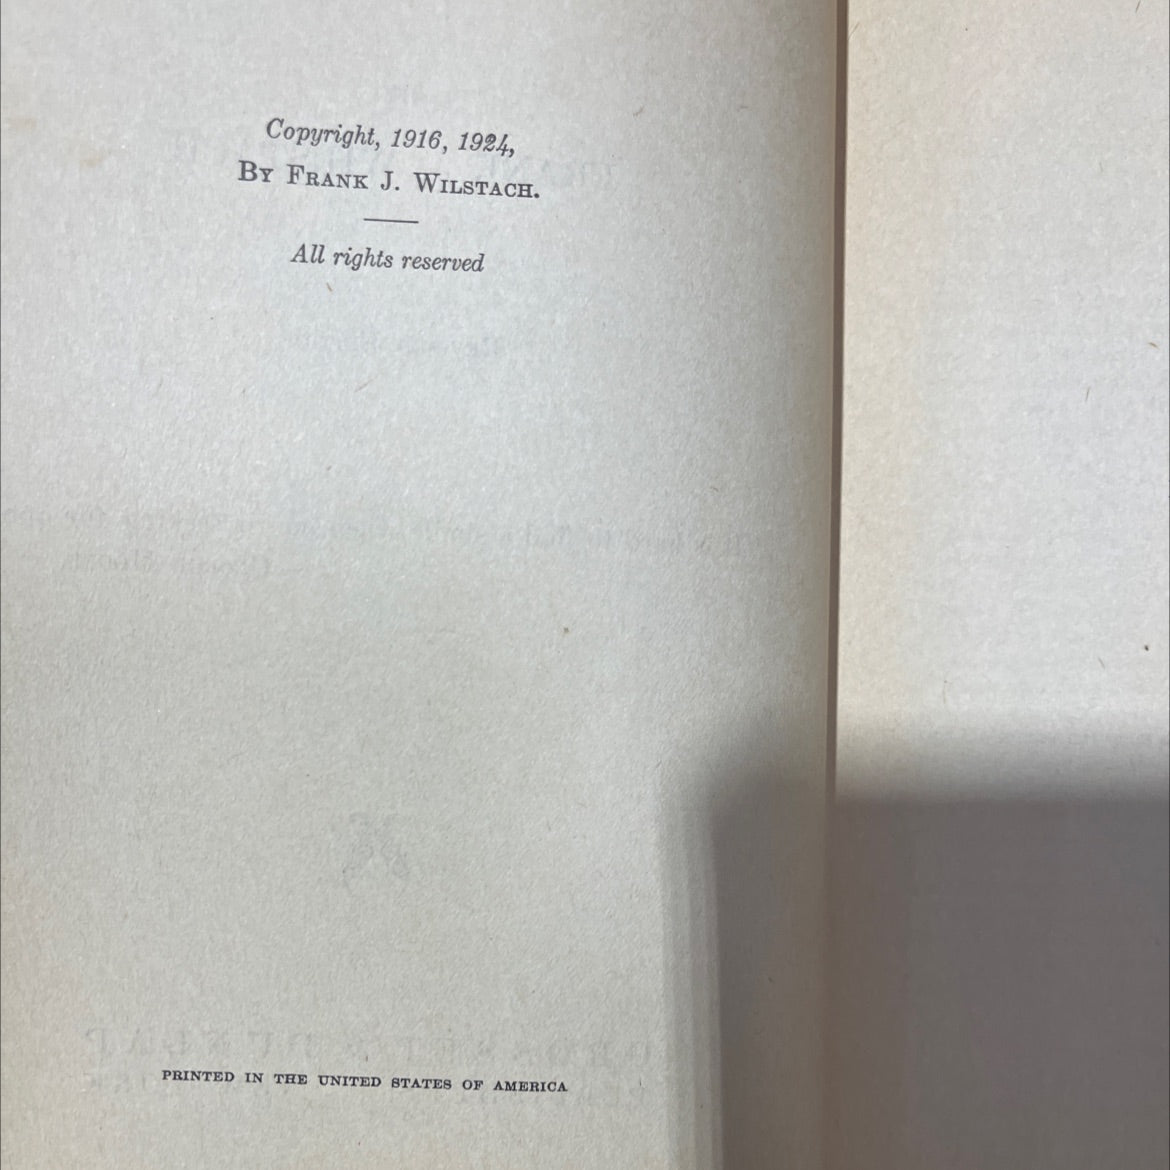 Copyright, 1916, 1924,
By Frank J. Wilstach.
All rights reserved
PRINTED IN THE UNITED STATES OF AMERICA